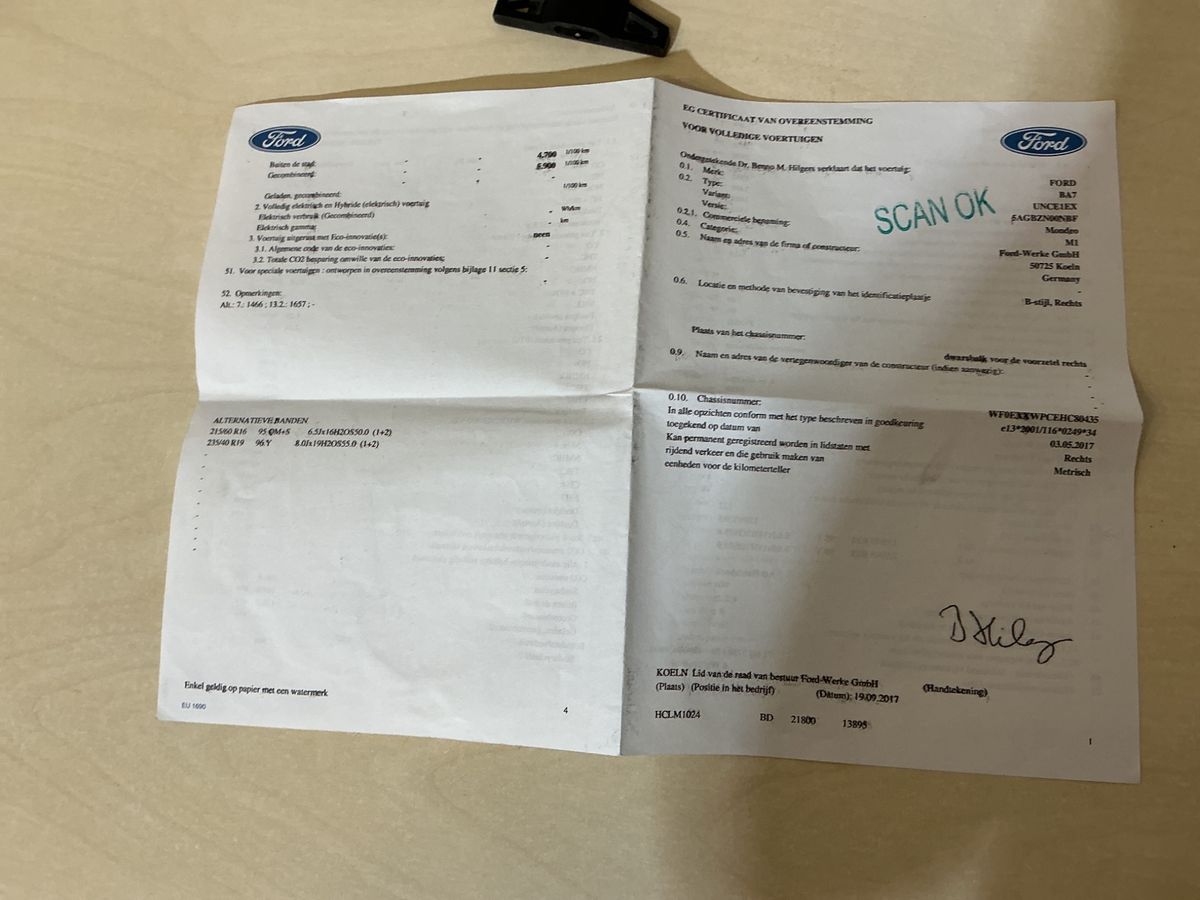 Ford
Buiten de stad: - - 4,700 l/100 km
Gecombineerd: - - 5,900 l/100 km
- - -
Geladen, gecombineerd: l/100 km
2. Volledig elektrisch en Hybride (elektrisch) voertuig
Elektrisch verbruik (Gecombineerd) - Wh/km
Elektrisch gamma: - km
3. Voertuig uitgerust met Eco-innovatie(s): neen
3.1. Algemene code van de eco-innovaties: -
3.2. Totale CO2 besparing omwille van de eco-innovaties; -
51. Voor speciale voertuigen : ontworpen in overeenstemming volgens bijlage 11 sectie 5:
-
52. Opmerkingen:
Alt.: 7.: 1466 ; 13.2.: 1657 ; -
ALTERNATIEVE BANDEN
215/60 R16 95 QM+S 6.5Jx16H2OS50.0 (1+2)
235/40 R19 96 Y 8.0Jx19H2OS55.0 (1+2)
Enkel geldig op papier met een watermerk
EU 1690
4
EG CERTIFICAAT VAN OVEREENSTEMMING
VOOR VOLLEDIGE VOERTUIGEN
Ford
Ondergetekende Dr. Benno M. Hilgers verklaart dat het voertuig:
0.1. Merk: FORD
0.2. Type: BA7
Variant: UNCE1EX
Versie: 5AGBZN00NBF
0.2.1. Commerciele benaming: Mondeo
0.4. Categorie: M1
0.5. Naam en adres van de firma of constructeur: Ford-Werke GmbH
50725 Koeln
Germany
-
SCAN OK
0.6. Locatie en methode van bevestiging van het identificatieplaatje B-stijl, Rechts
Plaats van het chassisnummer:
dwarsbalk voor de voorzetel rechts
0.9. Naam en adres van de vertegenwoordiger van de constructeur (indien aanwezig): -
-
-
0.10. Chassisnummer: WF0EXXWPCEHC80435
In alle opzichten conform met het type beschreven in goedkeuring e13*2001/116*0249*34
toegekend op datum van 03.05.2017
Kan permanent geregistreerd worden in lidstaten met
rijdend verkeer en die gebruik maken van Rechts
eenheden voor de kilometerteller Metrisch
KOELN Lid van de raad van bestuur Ford-Werke GmbH
(Plaats) (Positie in het bedrijf) (Datum); 19.09.2017 (Handtekening)
HCLM1024 BD 21800 13895
1